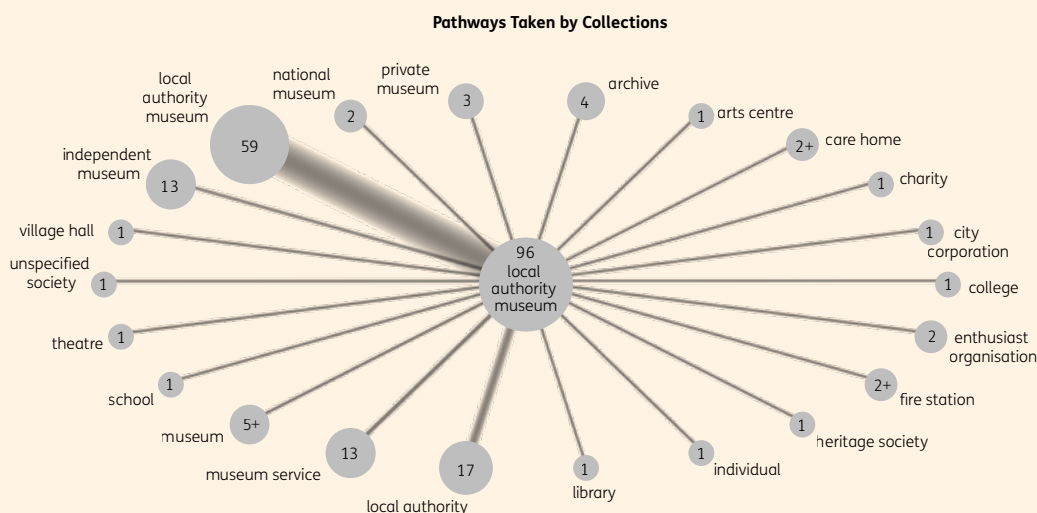 Pathways Taken by Collections
local
authority
museum
59
national
museum
2
private
museum
3
4
archive
1
arts centre
2+
care home
1
charity
1
city
corporation
1
college
2
enthusiast
organisation
2+
fire station
1
heritage society
1
individual
1
library
17
local authority
13
museum service
5+
museum
1
school
1
theatre
1
unspecified
society
1
village hall
13
independent
museum
96
local
authority
museum